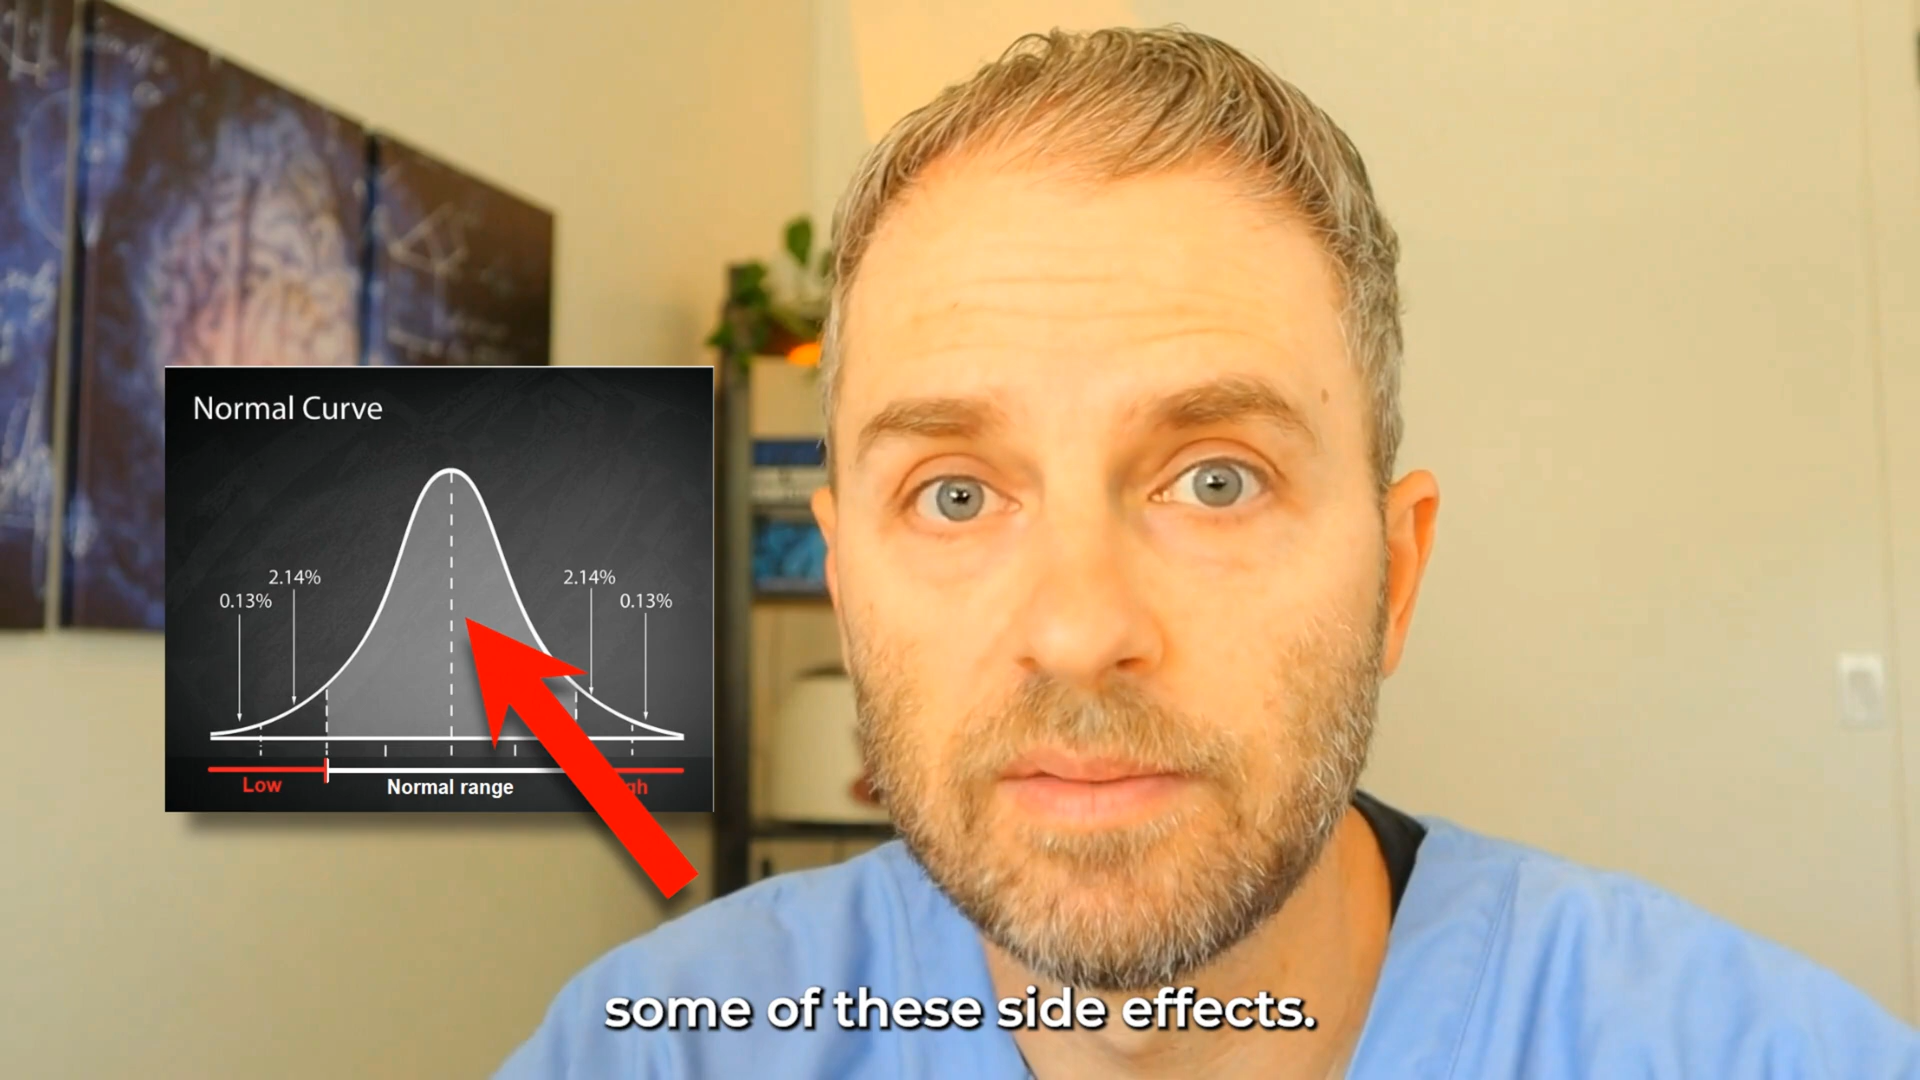 Normal Curve
2.14%
2.14%
0.13%
0.13%
Low
Normal range
some of these side effects.